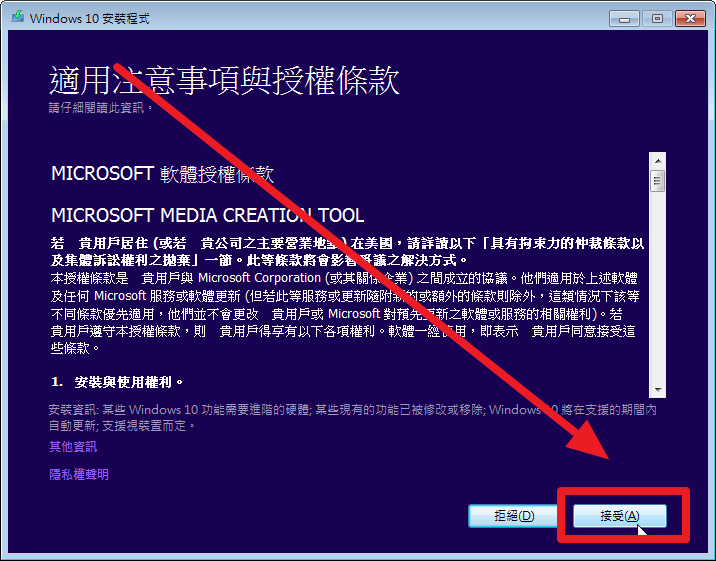 Windows 10 安裝程式
適用注意事項與授權條款
請仔細閱讀此資訊。
MICROSOFT 軟體授權條款
MICROSOFT MEDIA CREATION TOOL
若　貴用戶居住 (或若　貴公司之主要營業地點) 在美國，請詳讀以下「具有拘束力的仲裁條款以
及集體訴訟權利之拋棄」一節。此等條款將會影響爭議之解決方式。
本授權條款是　貴用戶與 Microsoft Corporation (或其關係企業) 之間成立的協議。他們適用於上述軟體
及任何 Microsoft 服務或軟體更新 (但若此等服務或更新隨附新的或額外的條款則除外，這類情況下該等
不同條款優先適用，他們並不會更改　貴用戶或 Microsoft 對預先更新之軟體或服務的相關權利)。若
貴用戶遵守本授權條款，則　貴用戶得享有以下各項權利。軟體一經使用，即表示　貴用戶同意接受這
些條款。
1. 安裝與使用權利。
安裝資訊: 某些 Windows 10 功能需要進階的硬體; 某些現有的功能已被修改或移除; Windows 10 將在支援的期間內
自動更新; 支援視裝置而定。
其他資訊
隱私權聲明
拒絕(D)
接受(A)